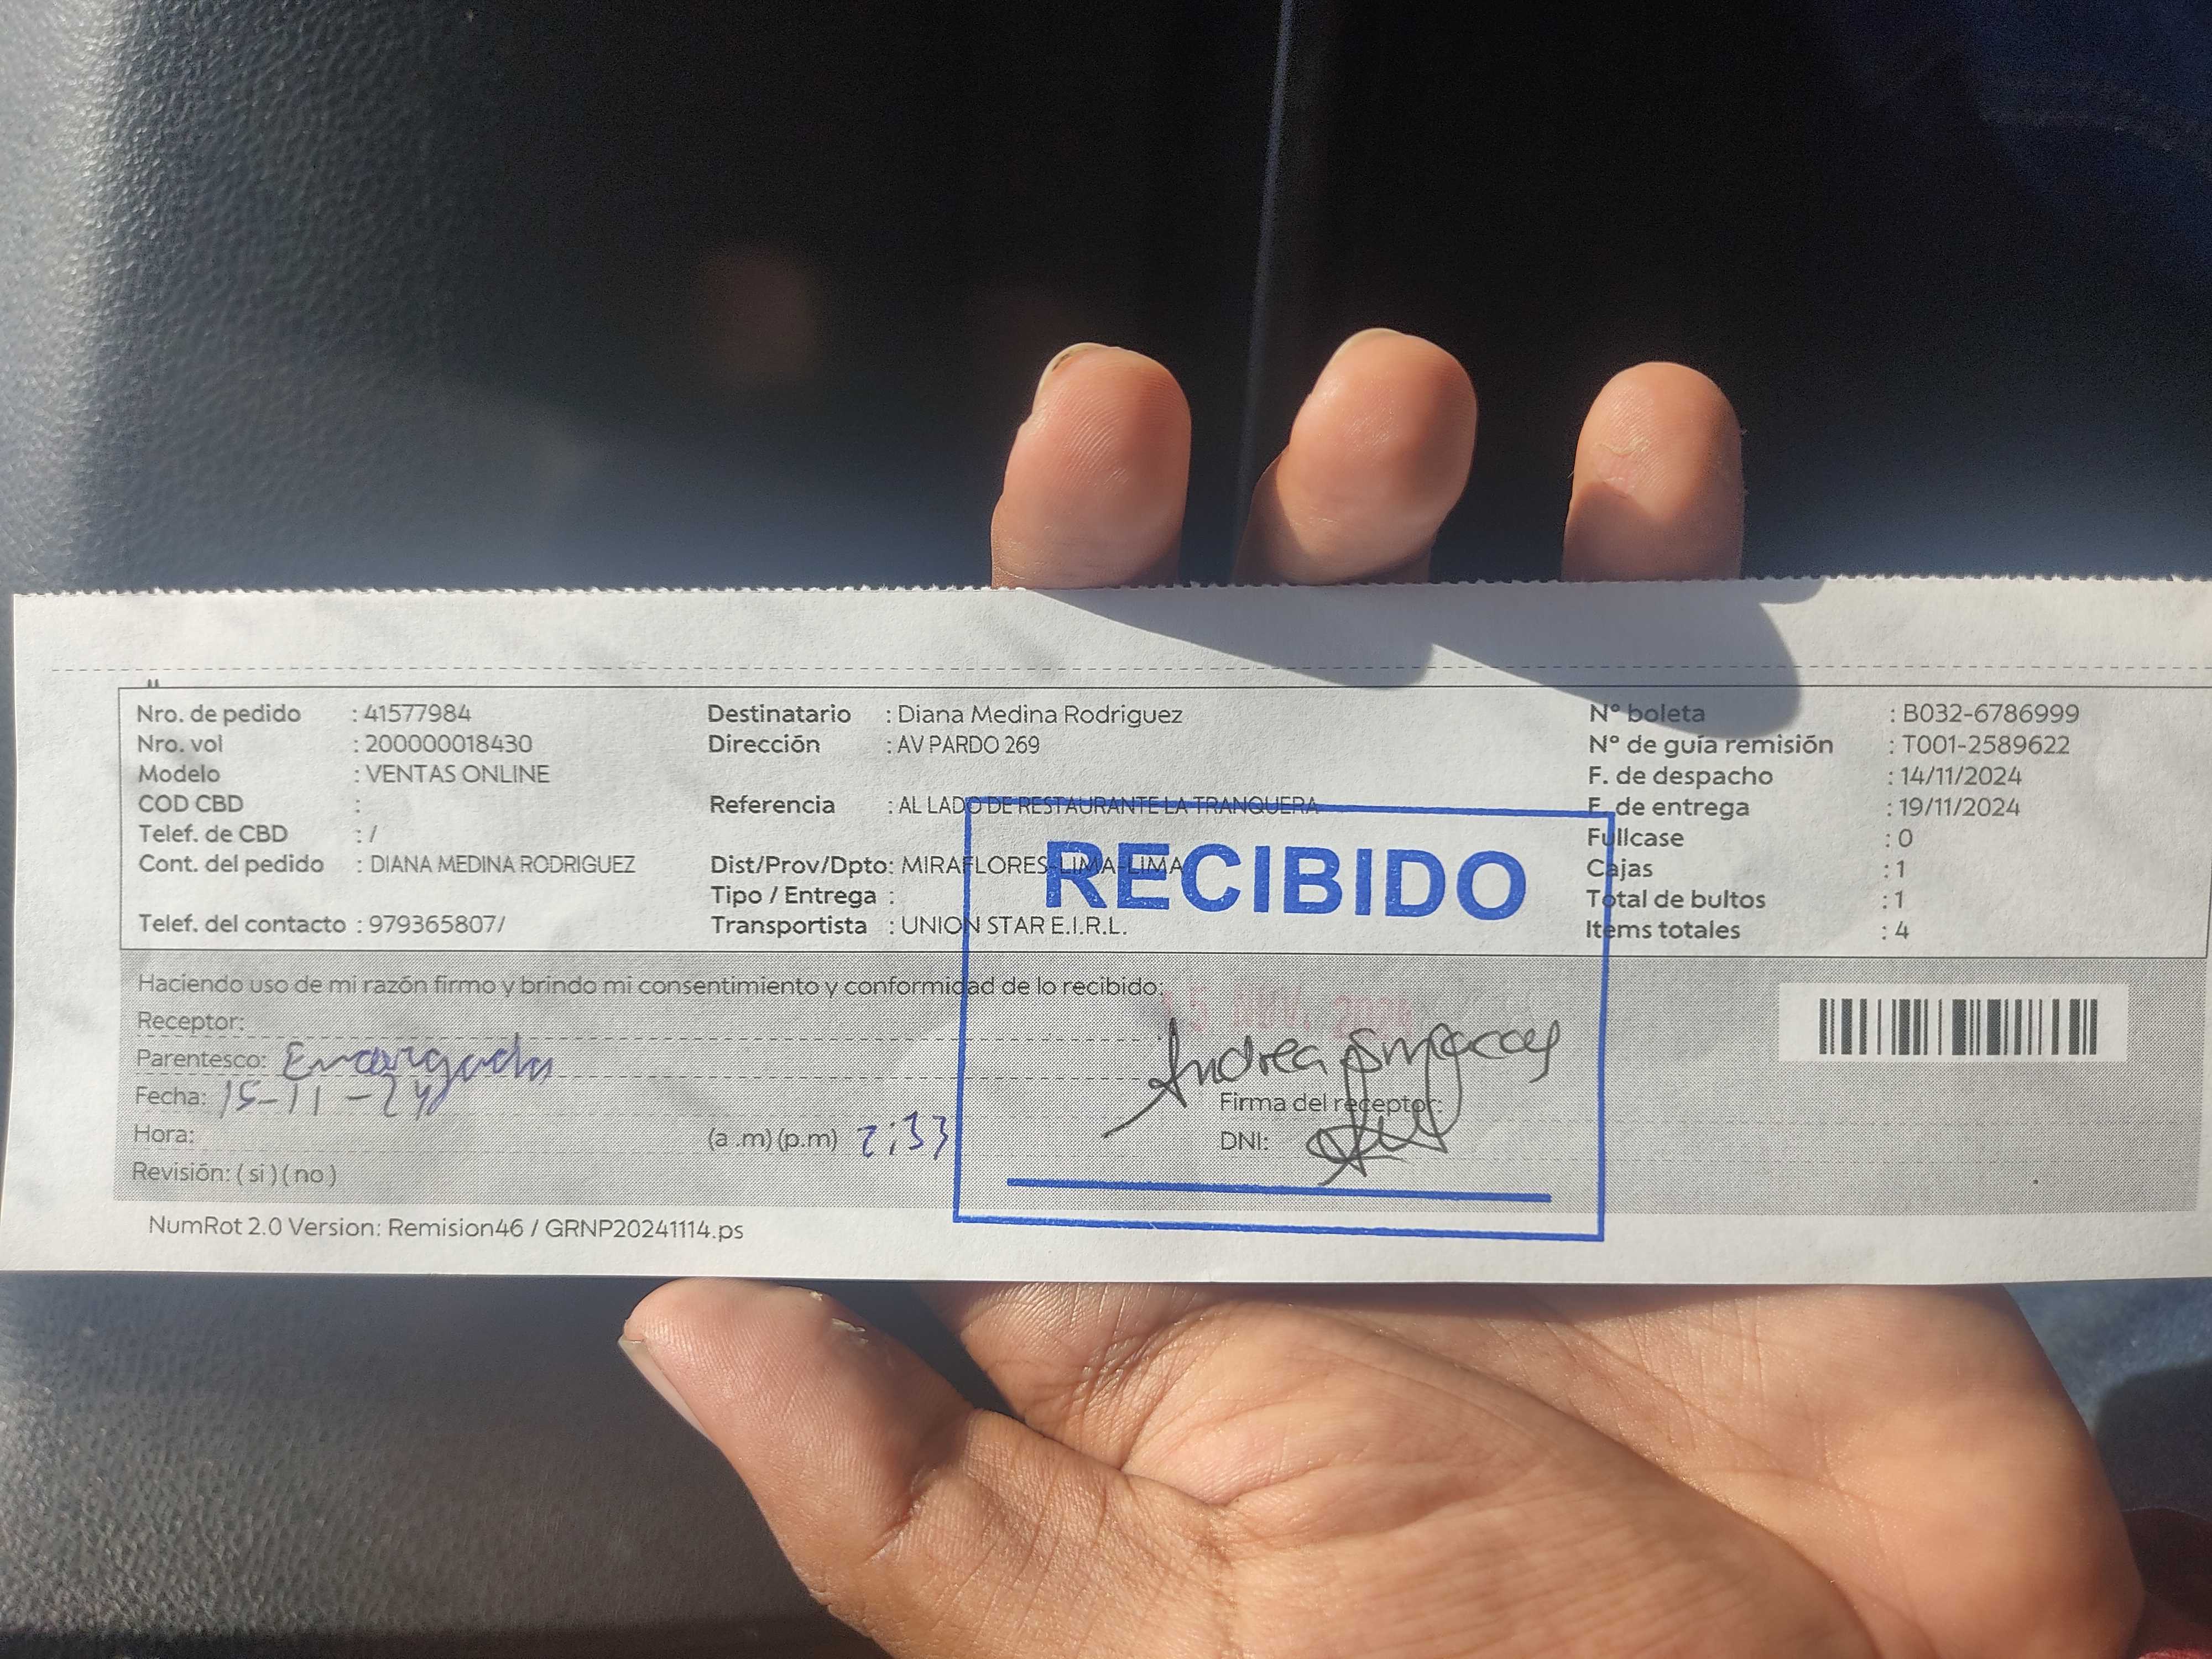 Nro. de pedido : 41577984
Nro. vol : 200000018430
Modelo : VENTAS ONLINE
COD CBD :
Telef. de CBD : /
Cont. del pedido : DIANA MEDINA RODRIGUEZ
Telef. del contacto : 979365807/
Destinatario : Diana Medina Rodriguez
Dirección : AV PARDO 269
Referencia : AL LADO DE RESTAURANTE LA TRANQUERA
Dist/Prov/Dpto: MIRAFLORES-LIMA-LIMA
Tipo / Entrega :
Transportista : UNION STAR E.I.R.L.
N° boleta : B032-6786999
N° de guía remisión : T001-2589622
F. de despacho : 14/11/2024
F. de entrega : 19/11/2024
Fullcase : 0
Cajas : 1
Total de bultos : 1
Items totales : 4
RECIBIDO
Haciendo uso de mi razón firmo y brindo mi consentimiento y conformidad de lo recibido:
Receptor:
Parentesco: Encargada
Fecha: 15-11-24
Hora: (a .m) (p.m) 2:33
Revisión: ( si ) ( no )
Andrea
Firma del receptor:
DNI:
NumRot 2.0 Version: Remision46 / GRNP20241114.ps